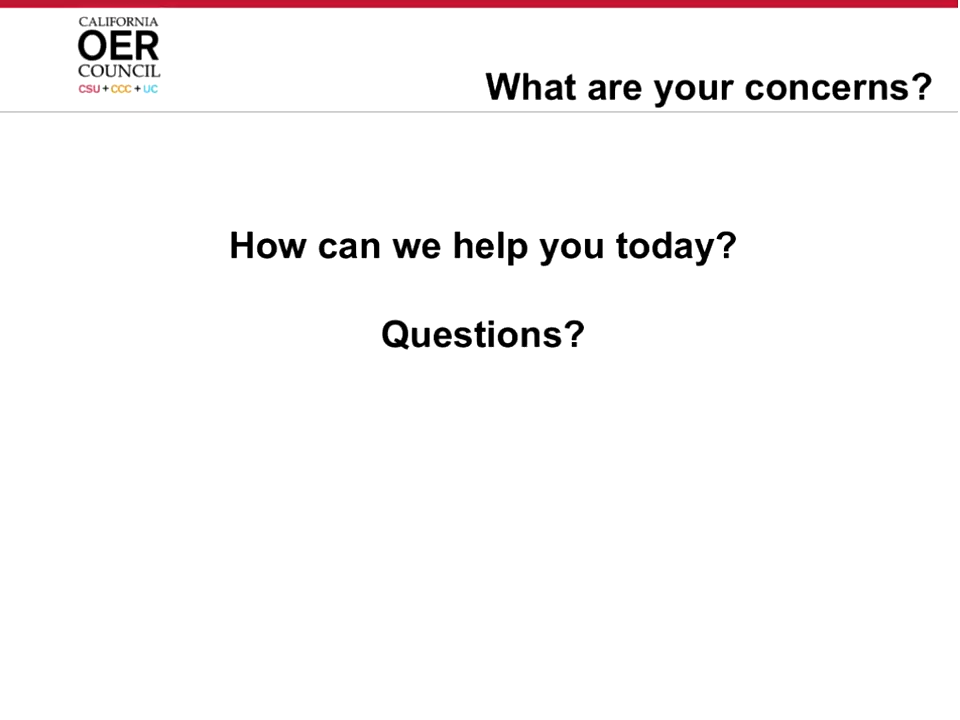 CALIFORNIA
OER
COUNCIL
CSU + CCC + UC
What are your concerns?
How can we help you today?
Questions?